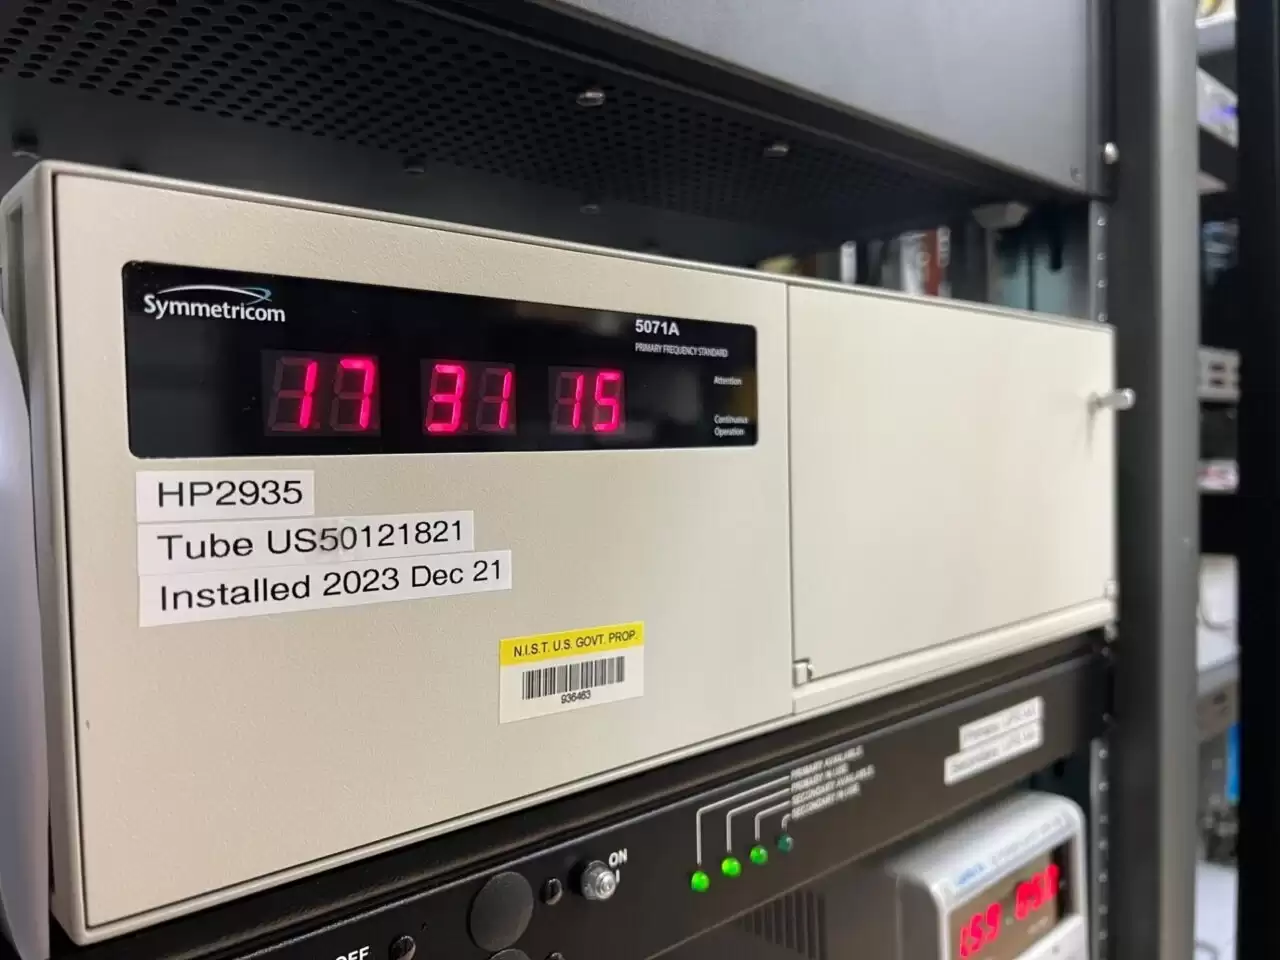 Symmetricom
5071A
PRIMARY FREQUENCY STANDARD
17 31 15
Attention
Continuous
Operation
HP2935
Tube US50121821
Installed 2023 Dec 21
N.I.S.T. U.S. GOVT. PROP.
936463
PRIMARY AVAILABLE
PRIMARY IN USE
SECONDARY AVAILABLE
SECONDARY IN USE
ON
I
OFF